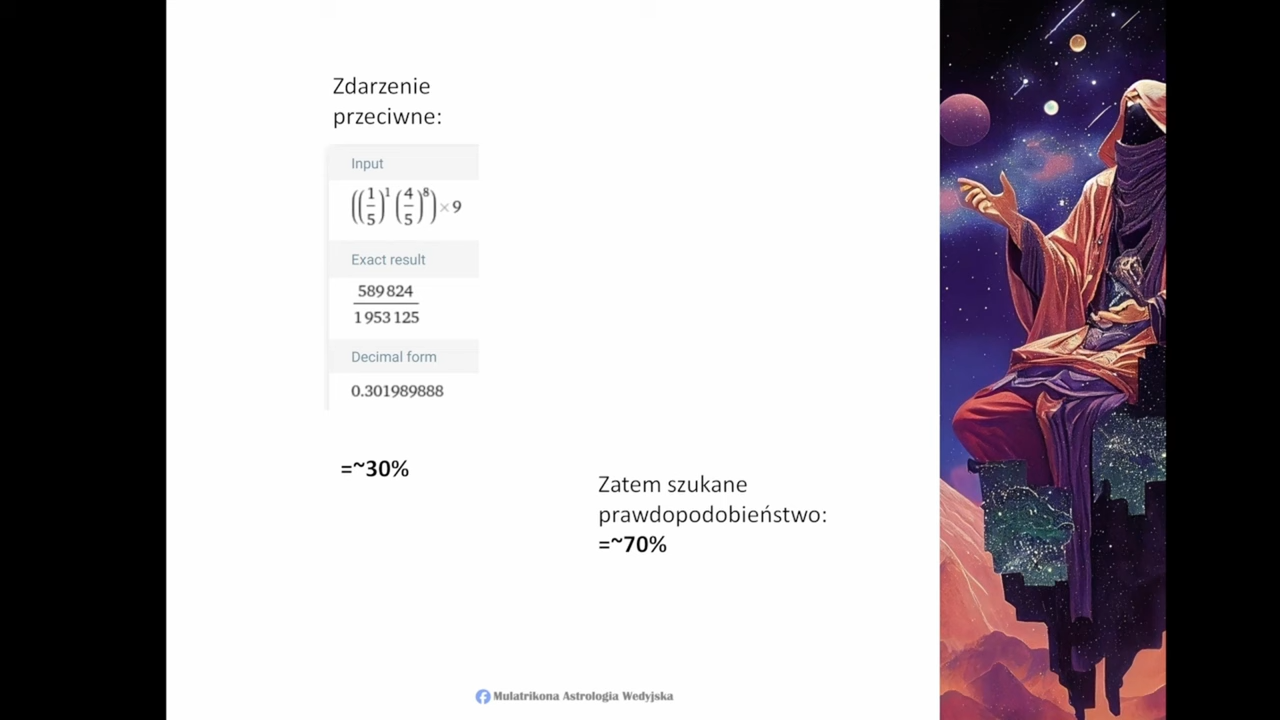 Zdarzenie
przeciwne:
Input
((1/5)^1 (4/5)^8) × 9
Exact result
589 824
1 953 125
Decimal form
0.301989888
=~30%
Zatem szukane
prawdopodobieństwo:
=~70%
Mulatrikona Astrologia Wedyjska